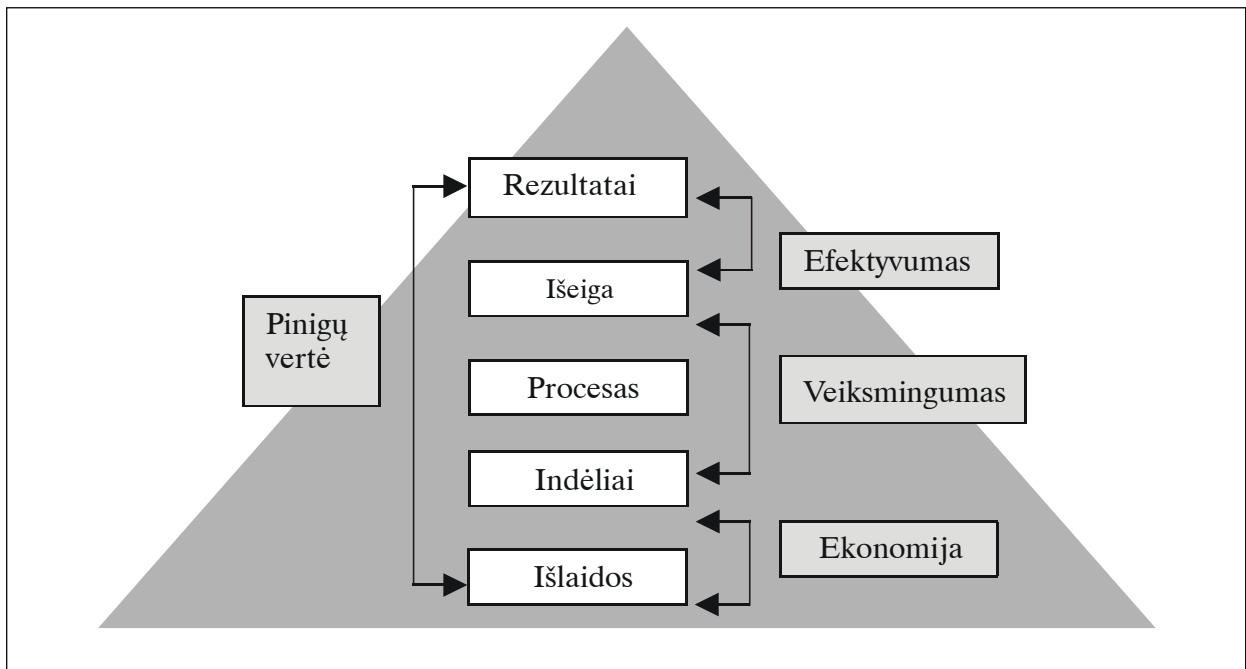 Rezultatai
Efektyvumas
Išeiga
Pinigų
vertė
Procesas
Veiksmingumas
Indėliai
Ekonomija
Išlaidos